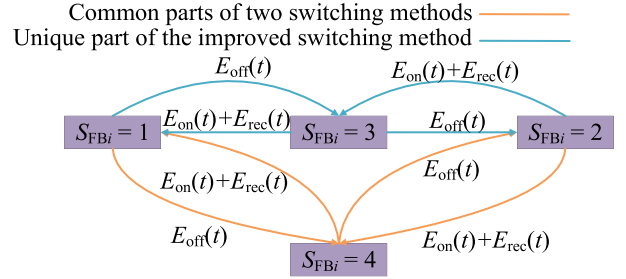 Common parts of two switching methods
Unique part of the improved switching method
E_off(t)
E_on(t)+E_rec(t)
E_on(t)+E_rec(t)
E_off(t)
S_FBi = 1
S_FBi = 3
S_FBi = 2
E_on(t)+E_rec(t)
E_off(t)
E_off(t)
E_on(t)+E_rec(t)
S_FBi = 4